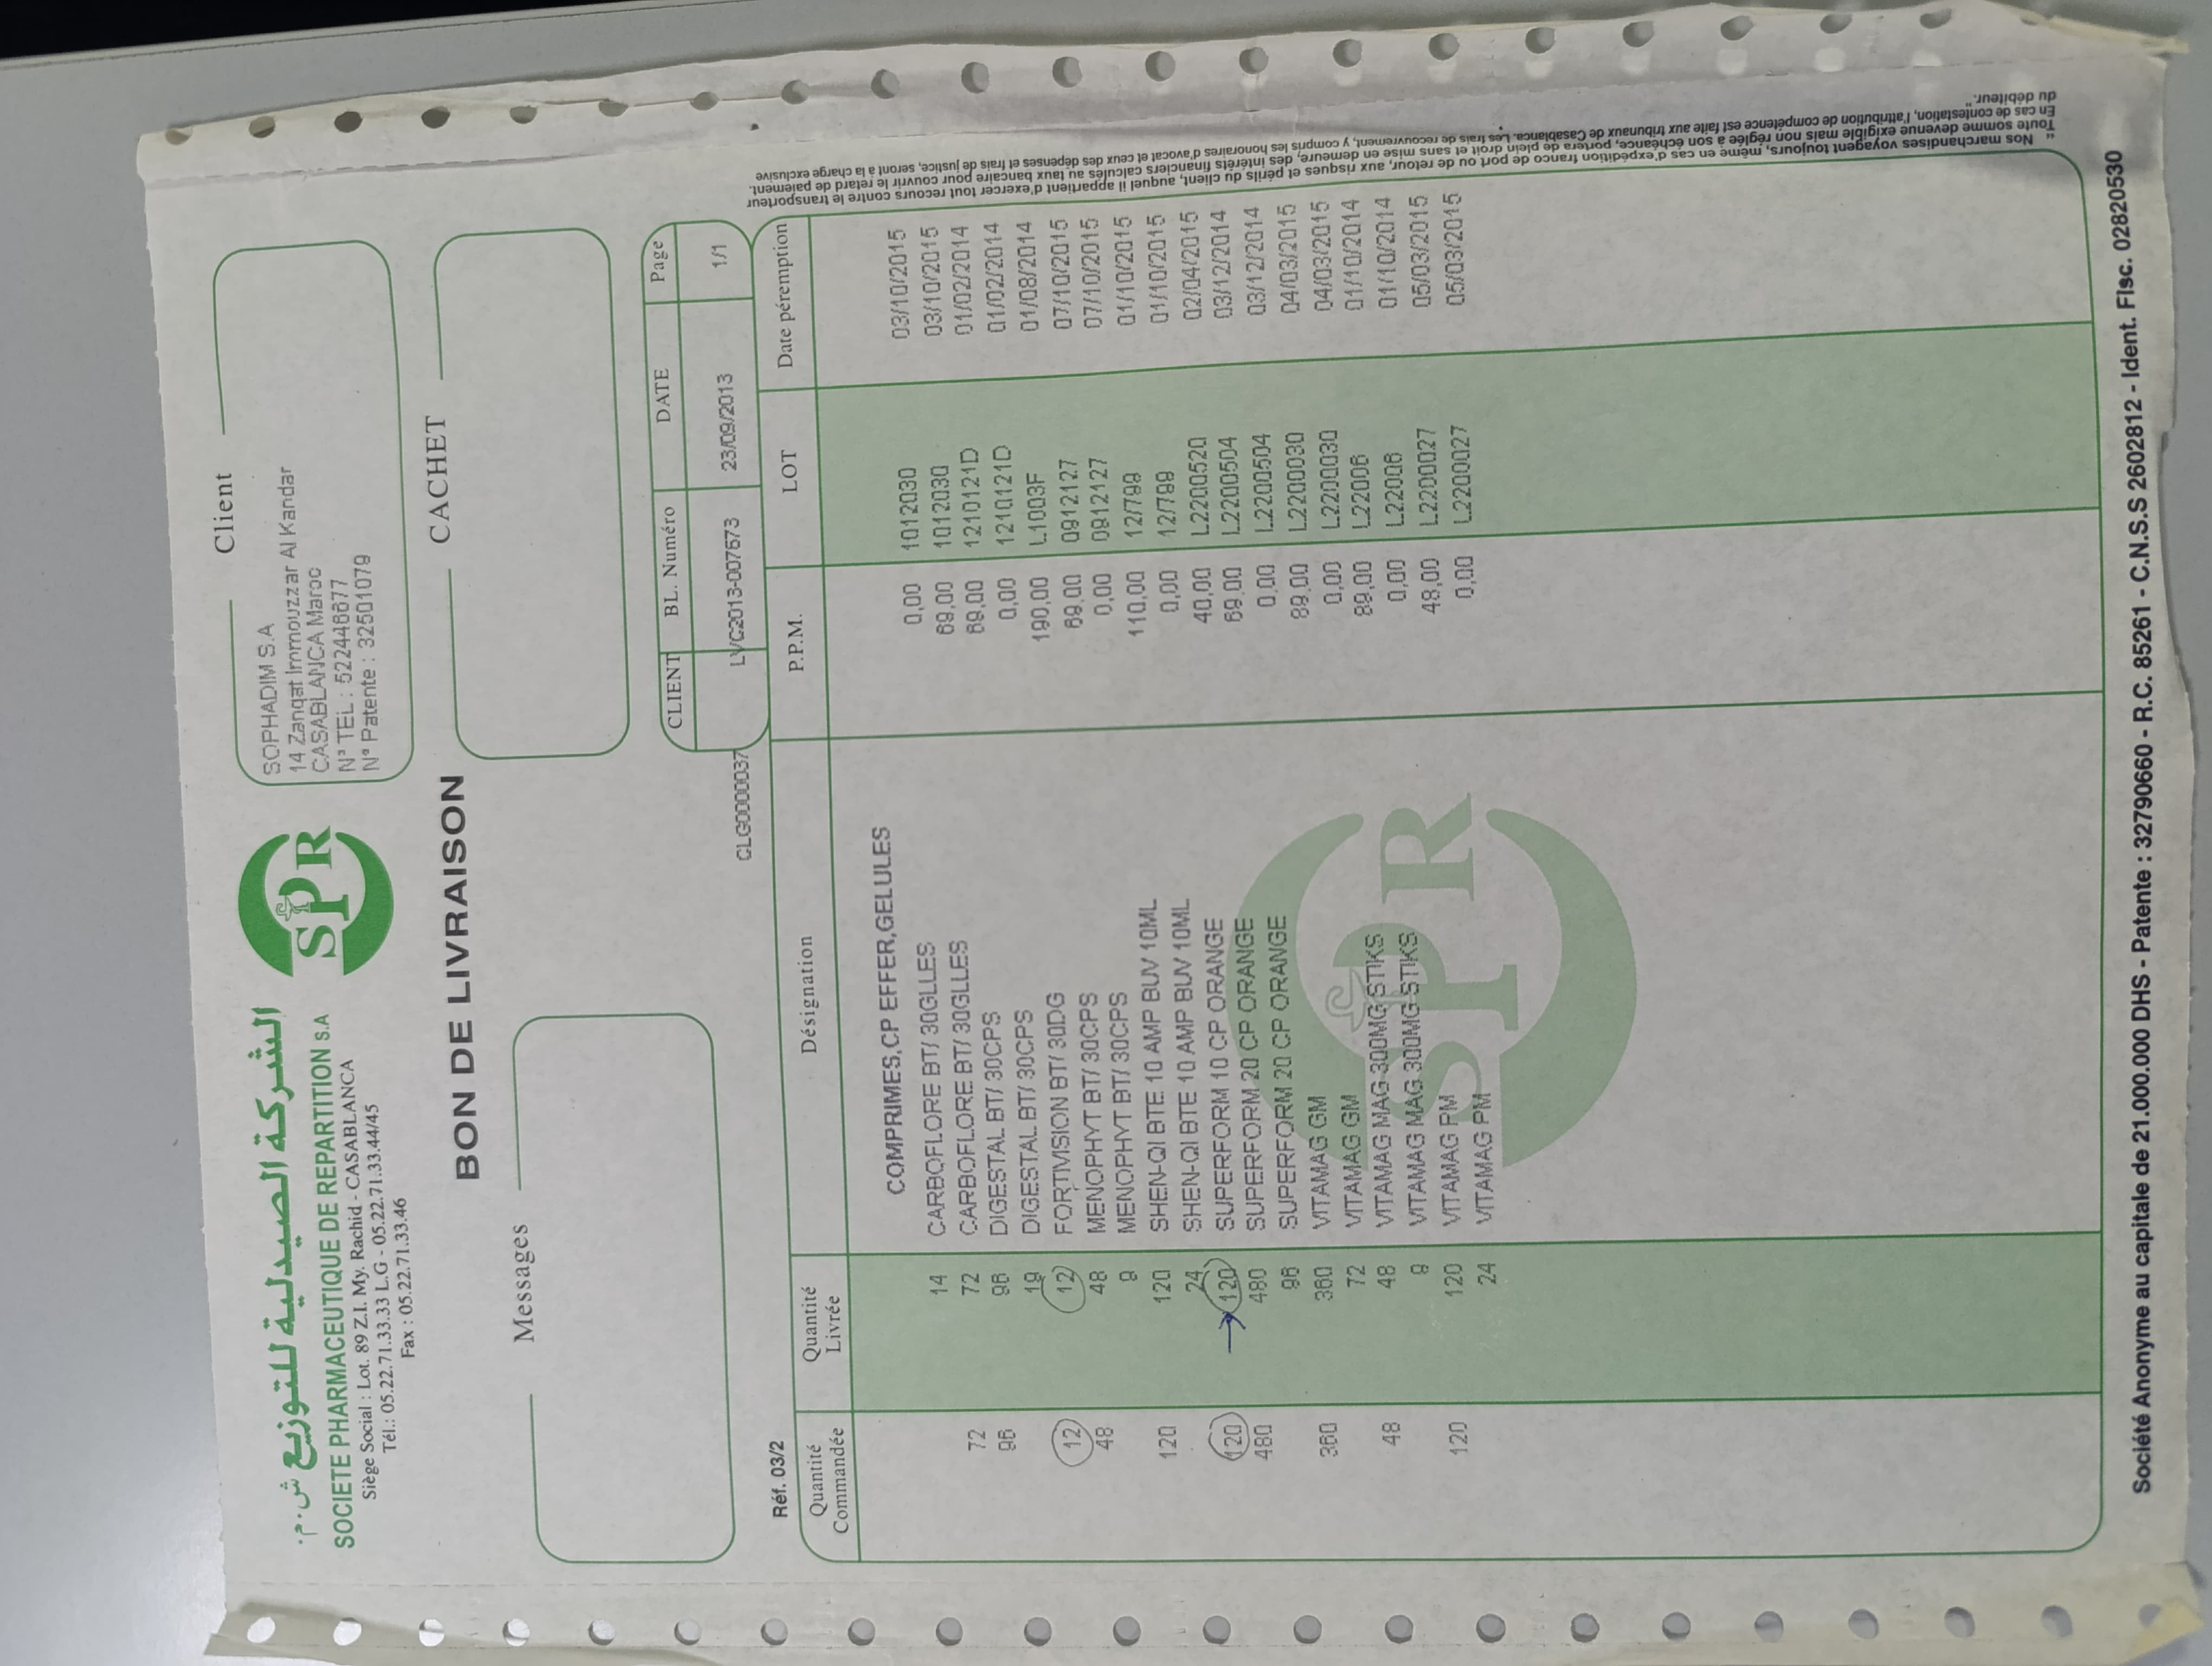 الشركة الصيدلية للتوزيع ش.م.
SOCIETE PHARMACEUTIQUE DE REPARTITION S.A
Siège Social : Lot. 89 Z.I. My. Rachid - CASABLANCA
Tél.: 05.22.71.33.33 L.G - 05.22.71.33.44/45
Fax : 05.22.71.33.46
SPR
Client
SOPHADIM S.A
14 Zanqat Immouzzar Al Kandar
CASABLANCA Maroc
N° TEL : 522448677
N° Patente : 32501079
BON DE LIVRAISON
CACHET
Messages
CLIENT BL. Numéro DATE Page
CLG0000037 LVC2013-007673 23/09/2013 1/1
Réf. 03/2
Quantité Commandée Quantité Livrée Désignation P.P.M. LOT Date péremption
COMPRIMES,CP EFFER,GELULES
14 CARBOFLORE BT/ 30GLLES 0,00 1012030 03/10/2015
72 72 CARBOFLORE BT/ 30GLLES 69,00 1012030 03/10/2015
96 96 DIGESTAL BT/ 30CPS 69,00 1210121D 01/02/2014
19 DIGESTAL BT/ 30CPS 0,00 1210121D 01/02/2014
12 12 FORTIVISION BT/ 30DG 190,00 L1003F 01/08/2014
48 48 MENOPHYT BT/ 30CPS 69,00 0912127 07/10/2015
9 MENOPHYT BT/ 30CPS 0,00 0912127 07/10/2015
120 120 SHEN-QI BTE 10 AMP BUV 10ML 110,00 12/799 01/10/2015
24 SHEN-QI BTE 10 AMP BUV 10ML 0,00 12/799 01/10/2015
120 120 SUPERFORM 10 CP ORANGE 40,00 L2200520 02/04/2015
480 480 SUPERFORM 20 CP ORANGE 69,00 L2200504 03/12/2014
96 SUPERFORM 20 CP ORANGE 0,00 L2200504 03/12/2014
360 360 VITAMAG GM 89,00 L2200030 04/03/2015
72 VITAMAG GM 0,00 L2200030 04/03/2015
48 48 VITAMAG MAG 300MG STIKS 89,00 L22006 01/10/2014
9 VITAMAG MAG 300MG STIKS 0,00 L22006 01/10/2014
120 120 VITAMAG PM 48,00 L2200027 05/03/2015
24 VITAMAG PM 0,00 L2200027 05/03/2015
SPR
“ Nos marchandises voyagent toujours, même en cas d'expédition franco de port ou de retour, aux risques et périls du client, auquel il appartient d'exercer tout recours contre le transporteur
Toute somme devenue exigible mais non réglée à son échéance, portera de plein droit et sans mise en demeure, des intérêts financiers calculés au taux bancaire pour couvrir le retard de paiement.
En cas de contestation, l'attribution de compétence est faite aux tribunaux de Casablanca. Les frais de recouvrement, y compris les honoraires d'avocat et ceux des dépenses et frais de justice, seront à la charge exclusive
du débiteur.”
Société Anonyme au capitale de 21.000.000 DHS - Patente : 32790660 - R.C. 85261 - C.N.S.S 2602812 - Ident. Fisc. 02820530